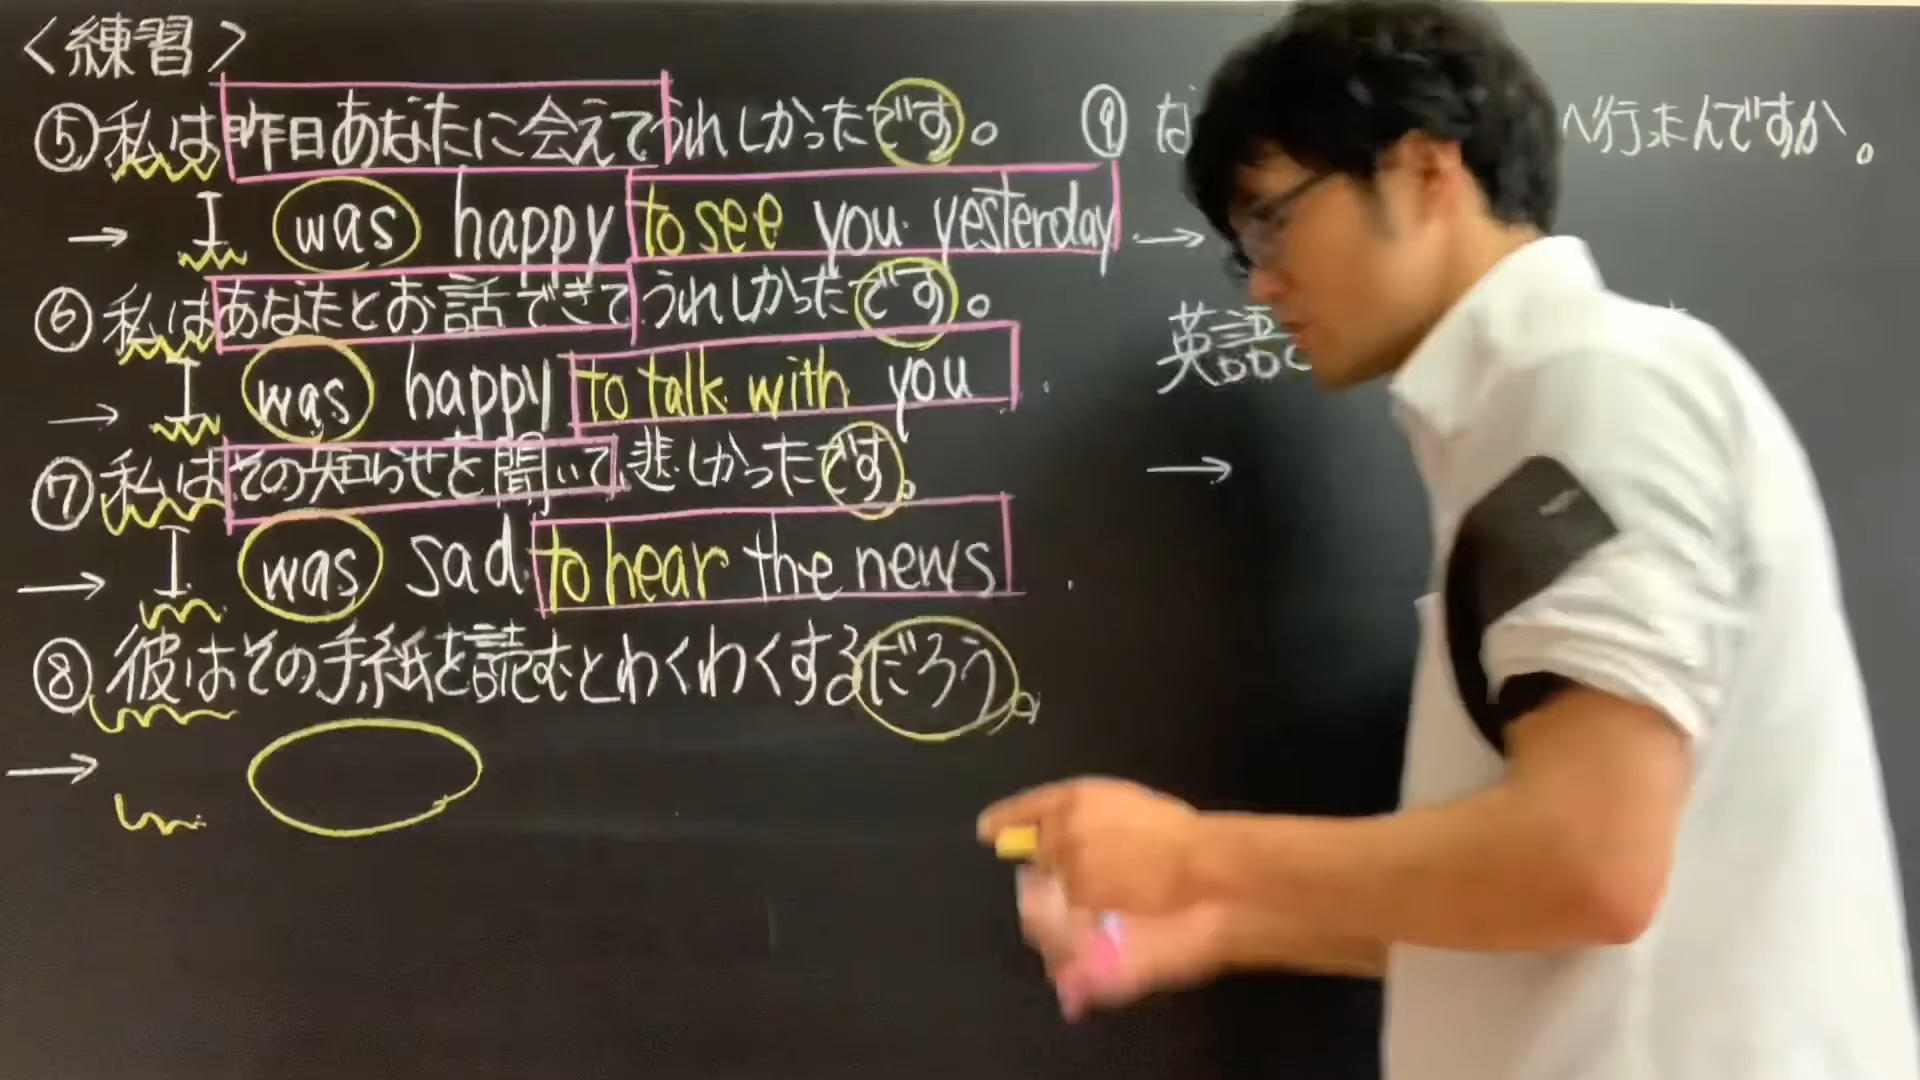 <練習>
⑤私は昨日あなたに会えてうれしかったです。
→ I was happy to see you yesterday.
⑥私はあなたとお話できてうれしかったです。
→ I was happy to talk with you.
⑦私はその知らせを聞いて悲しかったです。
→ I was sad to hear the news.
⑧彼はその手紙を読むとわくわくするだろう。
→
⑨な へ行ったんですか。
→
英語
→